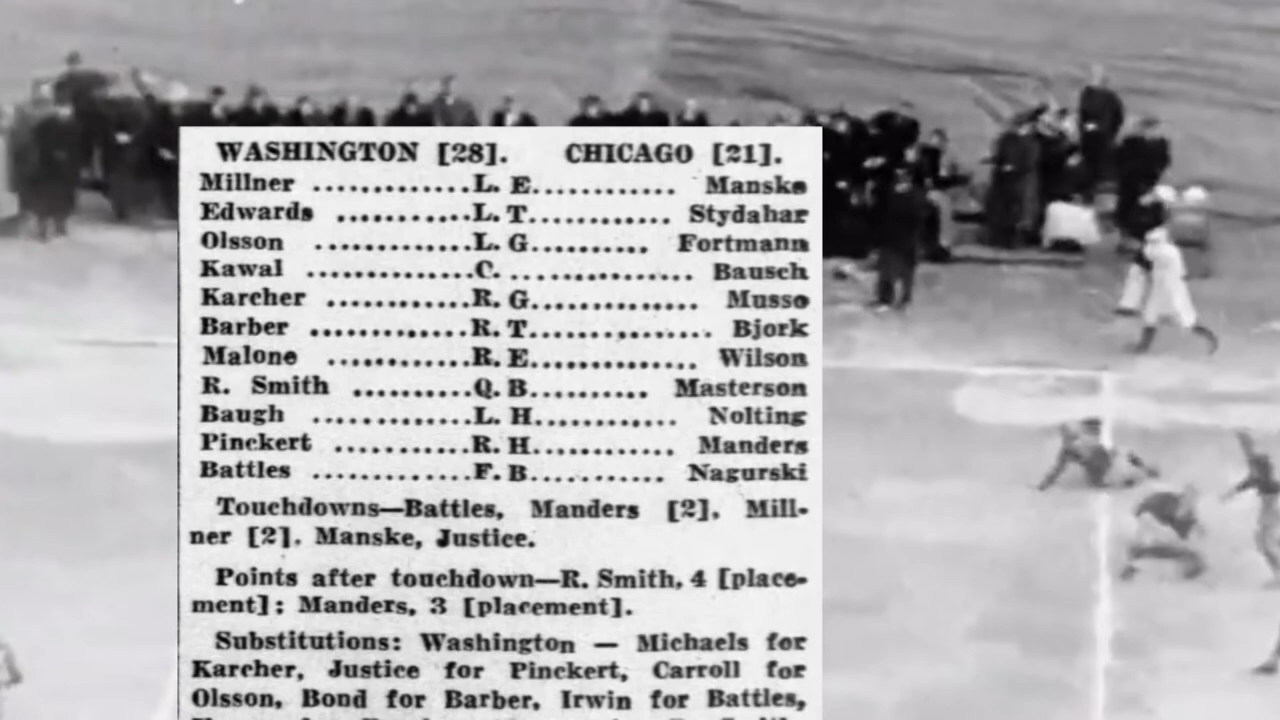 WASHINGTON [28]. CHICAGO [21].
Millner .............L. E............ Manske
Edwards ...........L. T............ Stydahar
Olsson .............L. G.......... Fortmann
Kawal ..............C. ............... Bausch
Karcher ............R. G............... Musso
Barber .............R. T................ Bjork
Malone ............R. E............... Wilson
R. Smith ..........Q. B.......... Masterson
Baugh .............L. H............ Nolting
Pinckert ...........R. H............ Manders
Battles .............F. B........... Nagurski
Touchdowns—Battles, Manders [2], Mill-
ner [2], Manske, Justice.
Points after touchdown—R. Smith, 4 [place-
ment]; Manders, 3 [placement].
Substitutions: Washington — Michaels for
Karcher, Justice for Pinckert, Carroll for
Olsson, Bond for Barber, Irwin for Battles,